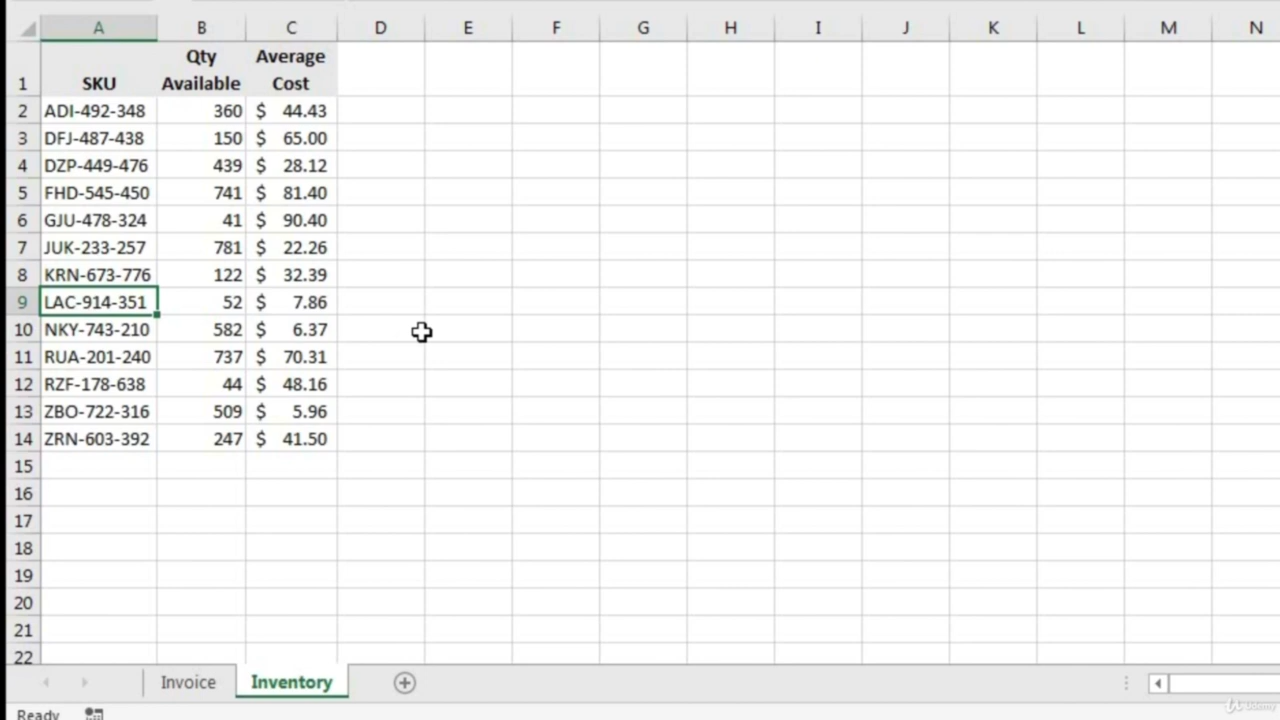 A B C D E F G H I J K L M N
Qty Average
1 SKU Available Cost
2 ADI-492-348 360 $ 44.43
3 DFJ-487-438 150 $ 65.00
4 DZP-449-476 439 $ 28.12
5 FHD-545-450 741 $ 81.40
6 GJU-478-324 41 $ 90.40
7 JUK-233-257 781 $ 22.26
8 KRN-673-776 122 $ 32.39
9 LAC-914-351 52 $ 7.86
10 NKY-743-210 582 $ 6.37
11 RUA-201-240 737 $ 70.31
12 RZF-178-638 44 $ 48.16
13 ZBO-722-316 509 $ 5.96
14 ZRN-603-392 247 $ 41.50
15
16
17
18
19
20
21
22
Invoice Inventory
Ready
Udemy